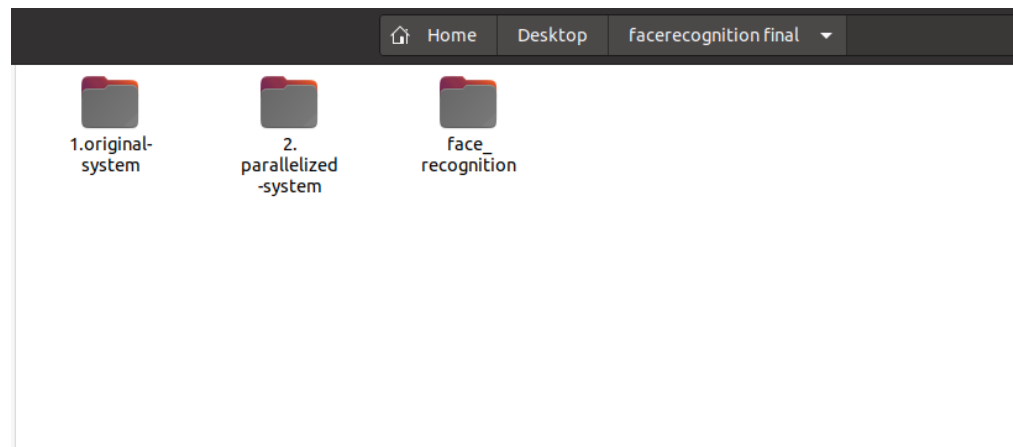 Home Desktop facerecognition final
1.original-
system
2.
parallelized
-system
face_
recognition